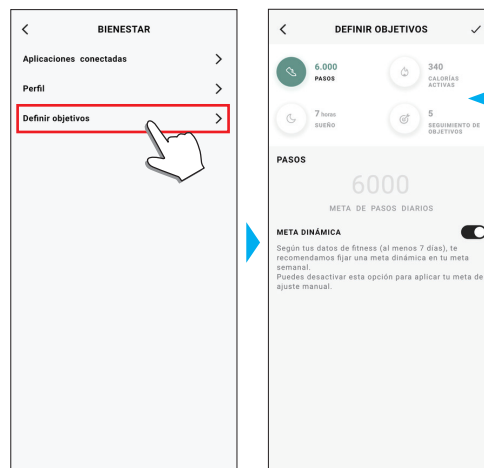 BIENESTAR
Aplicaciones conectadas
Perfil
Definir objetivos
DEFINIR OBJETIVOS
6.000
PASOS
340
CALORÍAS
ACTIVAS
7 horas
SUEÑO
5
SEGUIMIENTO DE
OBJETIVOS
PASOS
6000
META DE PASOS DIARIOS
META DINÁMICA
Según tus datos de fitness (al menos 7 días), te
recomendamos fijar una meta dinámica en tu meta
semanal.
Puedes desactivar esta opción para aplicar tu meta de
ajuste manual.